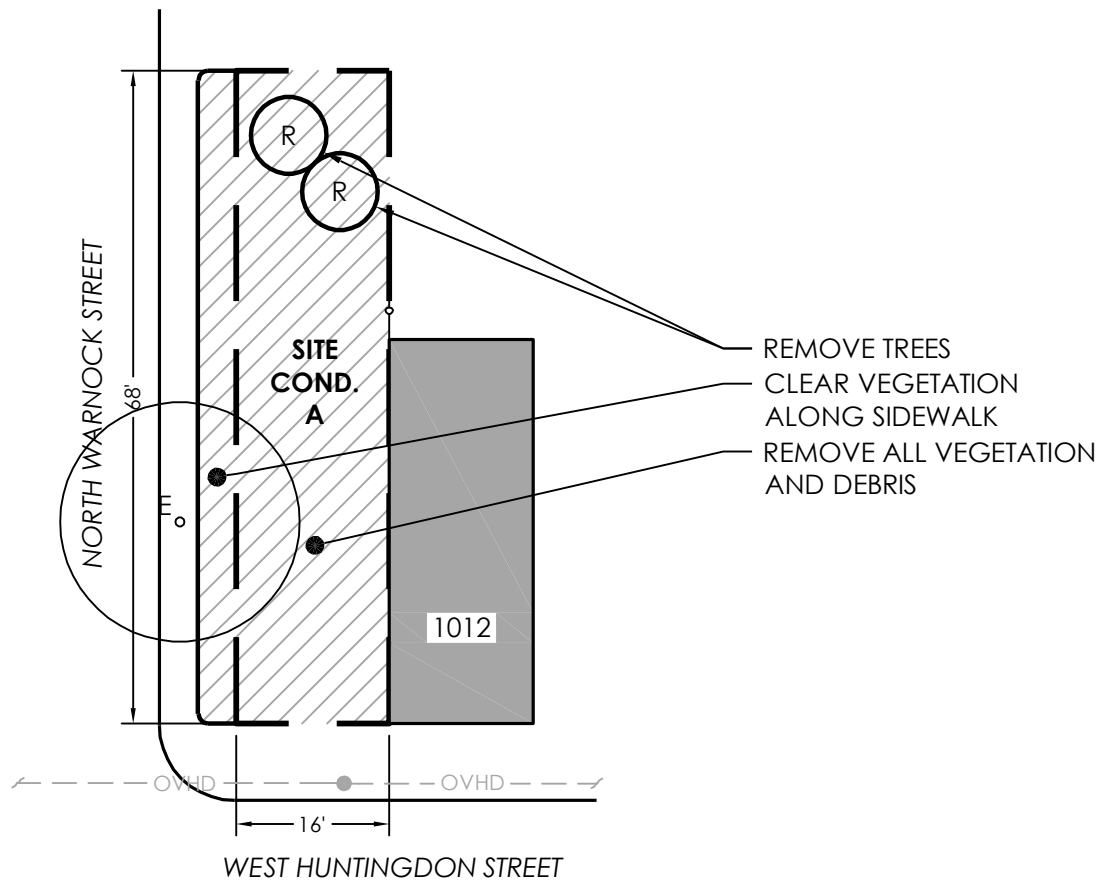 R
R
NORTH WARNOCK STREET
68'
SITE
COND.
A
REMOVE TREES
CLEAR VEGETATION
ALONG SIDEWALK
REMOVE ALL VEGETATION
AND DEBRIS
E
1012
OVHD
OVHD
16'
WEST HUNTINGDON STREET